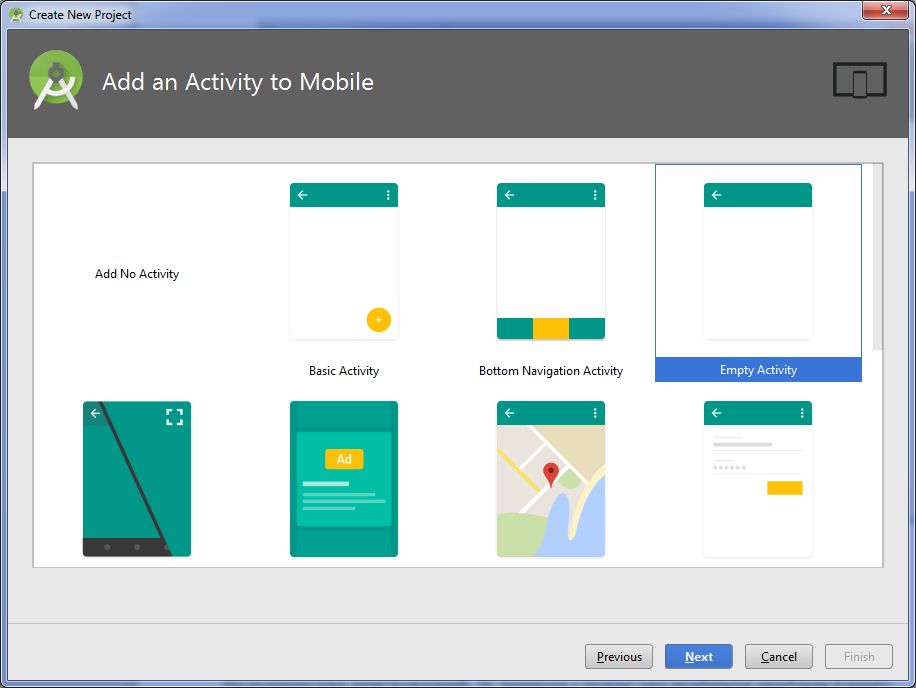 Create New Project
Add an Activity to Mobile
Add No Activity
Basic Activity
Bottom Navigation Activity
Empty Activity
Ad
Previous
Next
Cancel
Finish